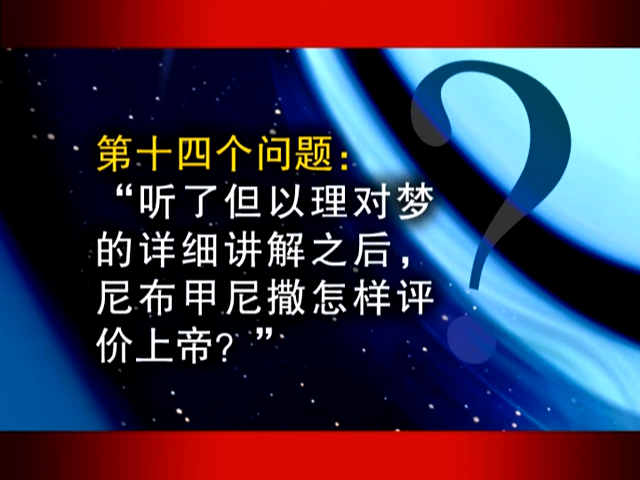 第十四个问题：
“听了但以理对梦
的详细讲解之后，
尼布甲尼撒怎样评
价上帝？”
?